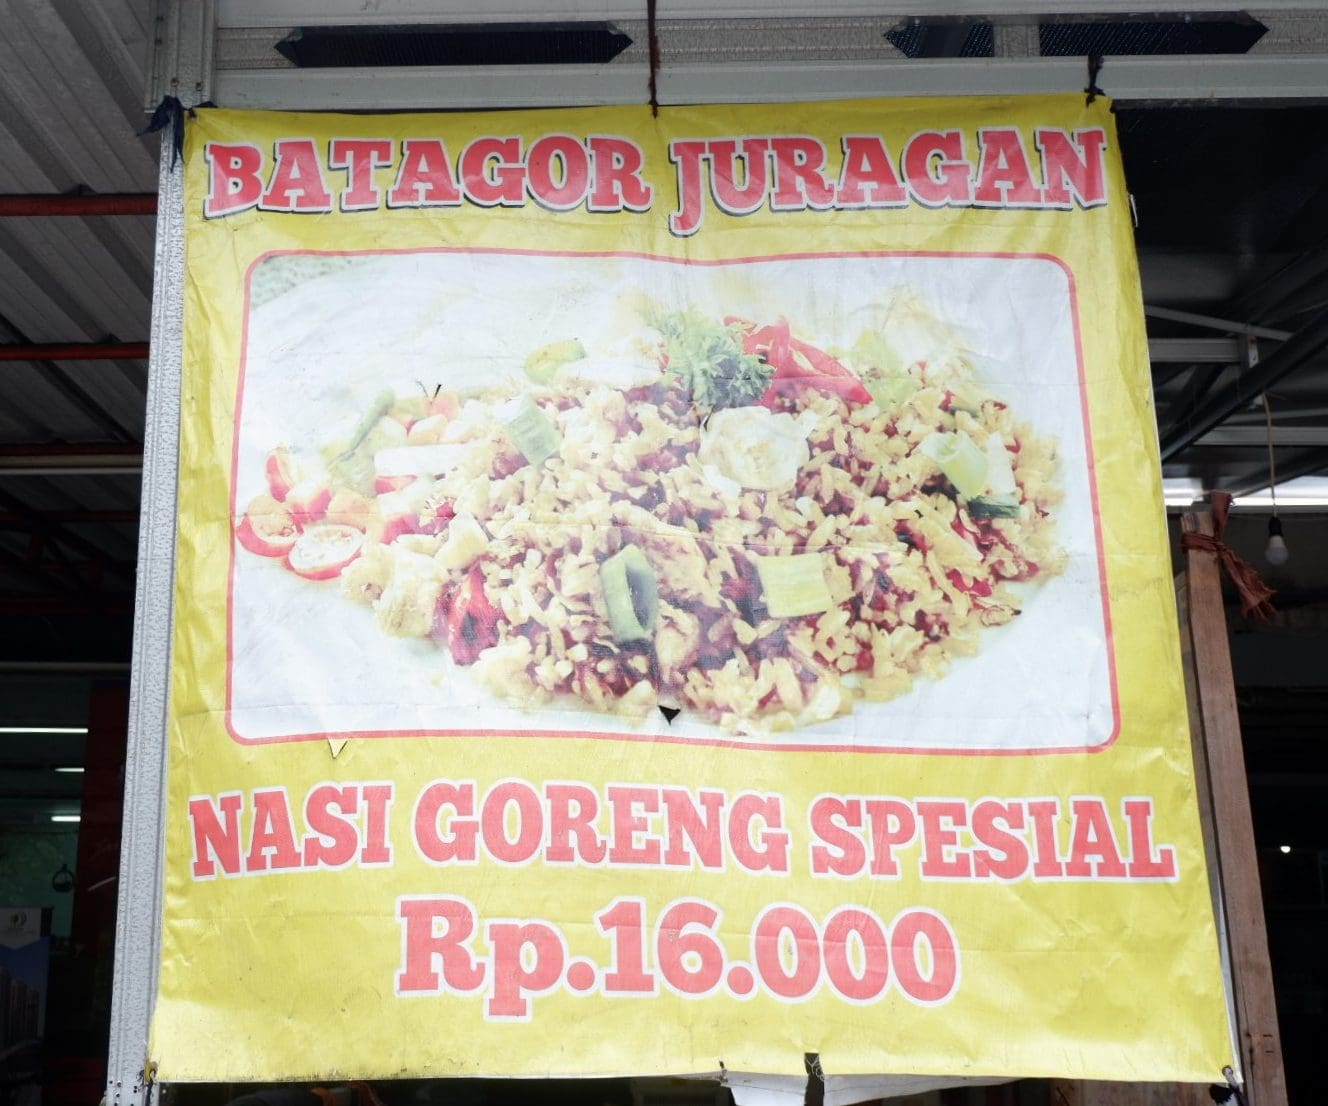 BATAGOR JURAGAN
NASI GORENG SPESIAL
Rp.16.000